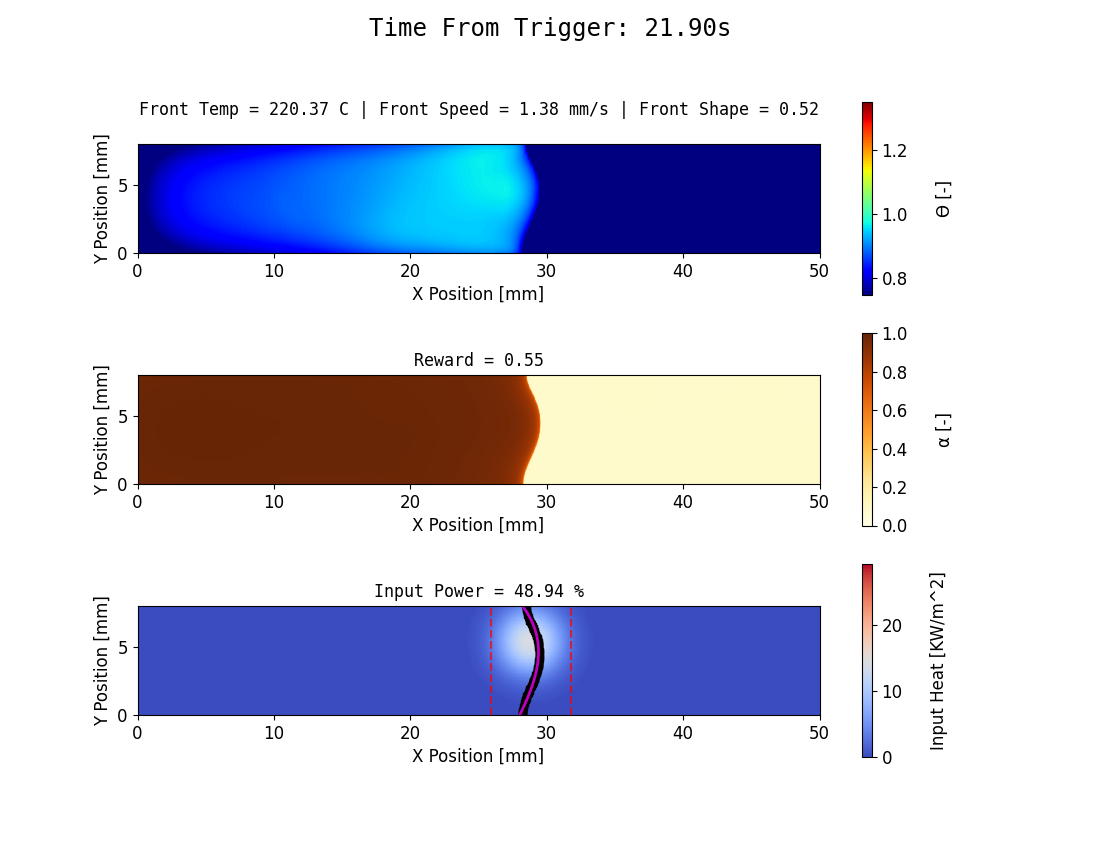 Time From Trigger: 21.90s
Front Temp = 220.37 C | Front Speed = 1.38 mm/s | Front Shape = 0.52
Y Position [mm]
5
0
0 10 20 30 40 50
X Position [mm]
1.2
1.0
0.8
Θ [-]
Reward = 0.55
Y Position [mm]
5
0
0 10 20 30 40 50
X Position [mm]
1.0
0.8
0.6
0.4
0.2
0.0
α [-]
Input Power = 48.94 %
Y Position [mm]
5
0
0 10 20 30 40 50
X Position [mm]
20
10
0
Input Heat [KW/m^2]